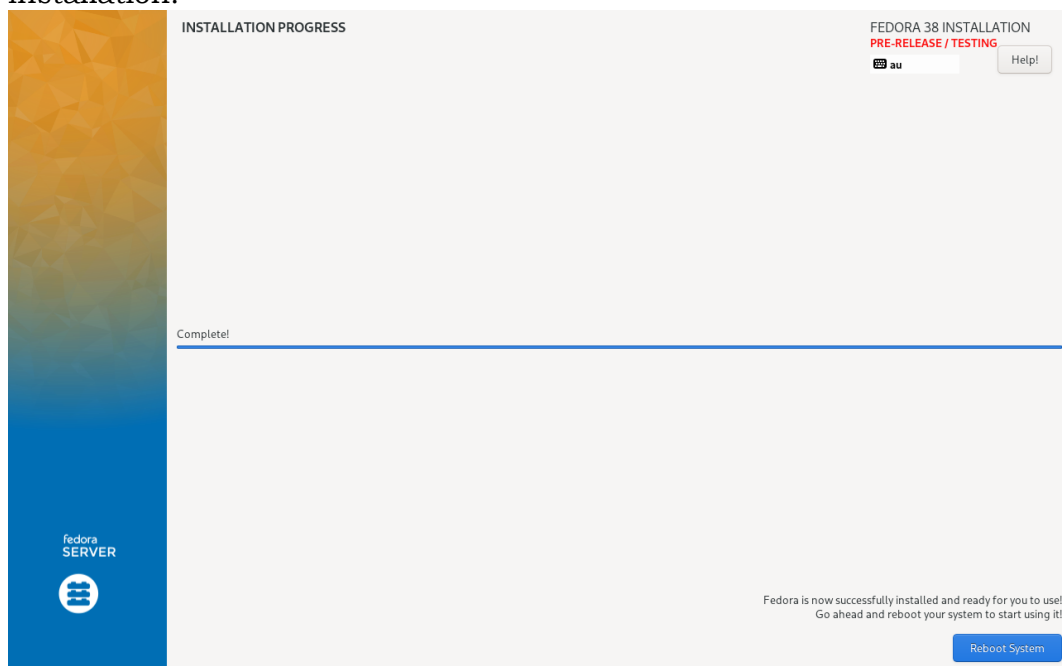 INSTALLATION PROGRESS
FEDORA 38 INSTALLATION
PRE-RELEASE / TESTING
au
Help!
Complete!
fedora
SERVER
Fedora is now successfully installed and ready for you to use!
Go ahead and reboot your system to start using it!
Reboot System